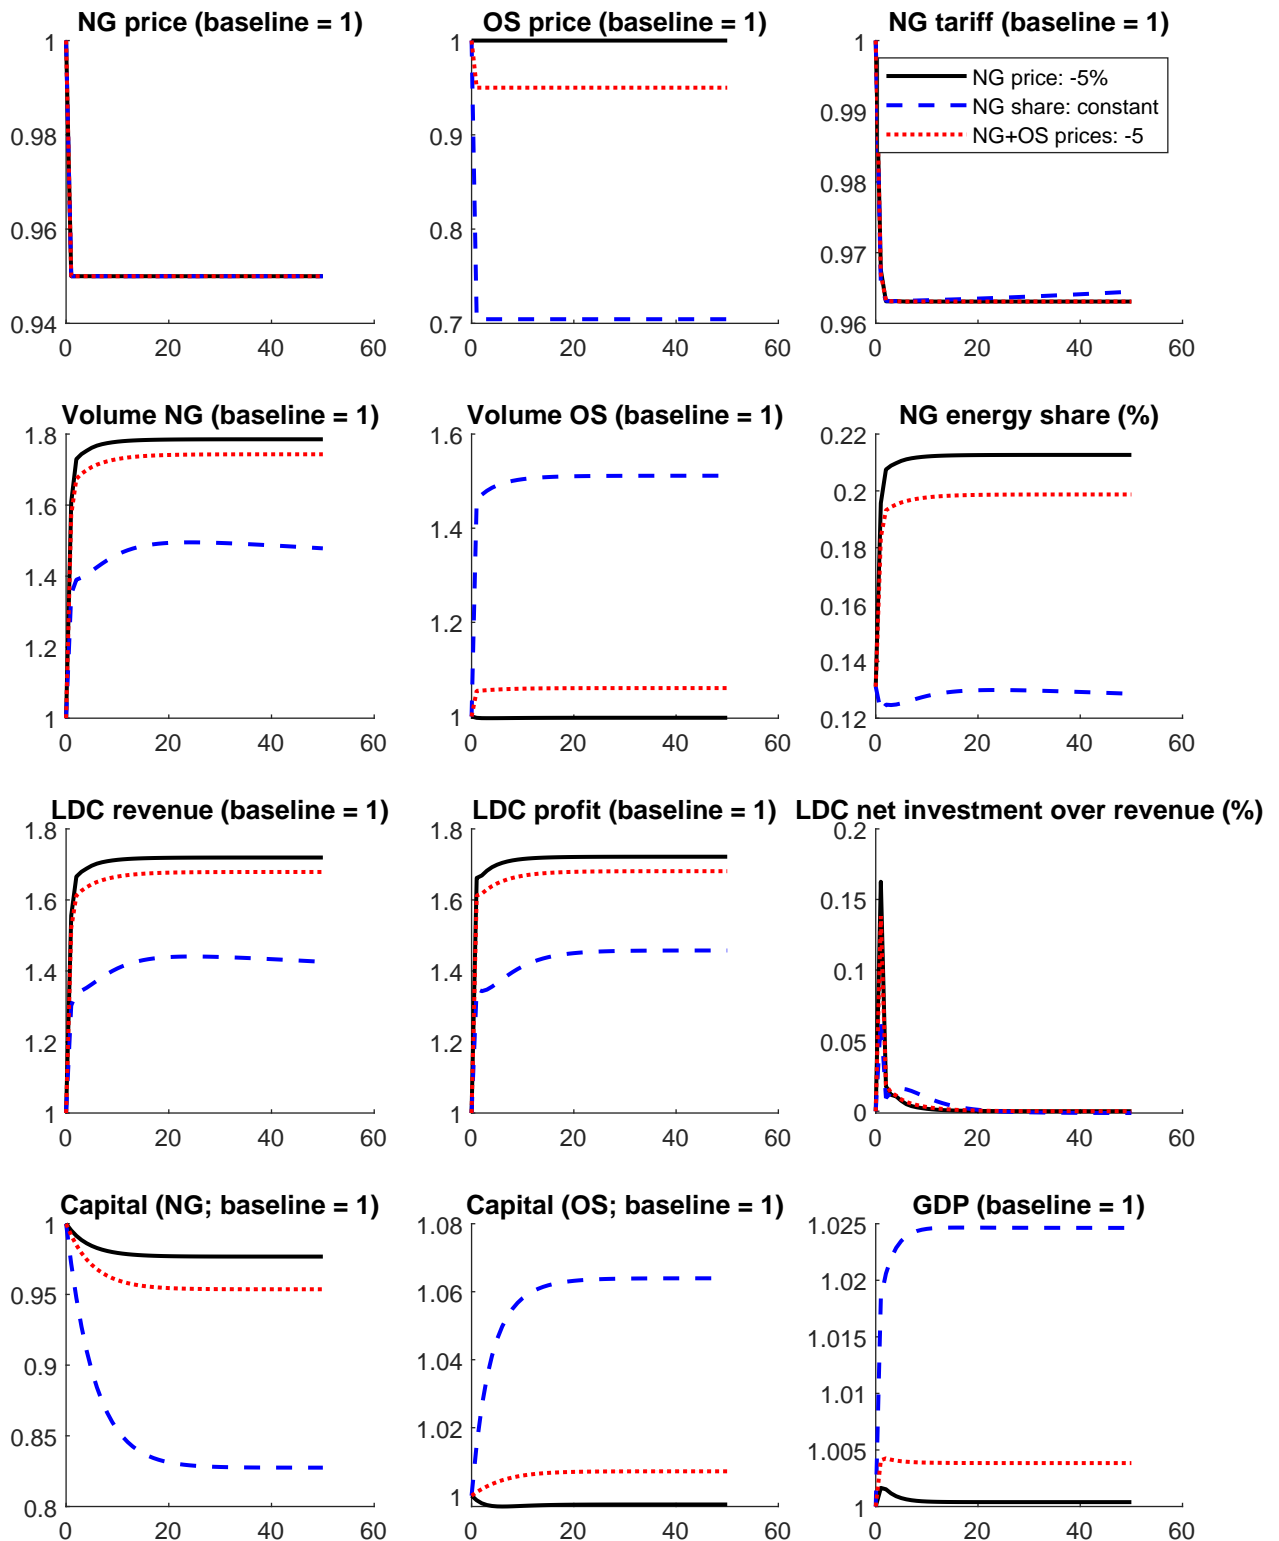 NG price (baseline = 1)
1
0.98
0.96
0.94
0 20 40 60
OS price (baseline = 1)
1
0.9
0.8
0.7
0 20 40 60
NG tariff (baseline = 1)
1
0.99
0.98
0.97
0.96
0 20 40 60
NG price: -5%
NG share: constant
NG+OS prices: -5
Volume NG (baseline = 1)
1.8
1.6
1.4
1.2
1
0 20 40 60
Volume OS (baseline = 1)
1.6
1.4
1.2
1
0 20 40 60
NG energy share (%)
0.22
0.2
0.18
0.16
0.14
0.12
0 20 40 60
LDC revenue (baseline = 1)
1.8
1.6
1.4
1.2
1
0 20 40 60
LDC profit (baseline = 1)
1.8
1.6
1.4
1.2
1
0 20 40 60
LDC net investment over revenue (%)
0.2
0.15
0.1
0.05
0
0 20 40 60
Capital (NG; baseline = 1)
1
0.95
0.9
0.85
0.8
0 20 40 60
Capital (OS; baseline = 1)
1.08
1.06
1.04
1.02
1
0 20 40 60
GDP (baseline = 1)
1.025
1.02
1.015
1.01
1.005
1
0 20 40 60